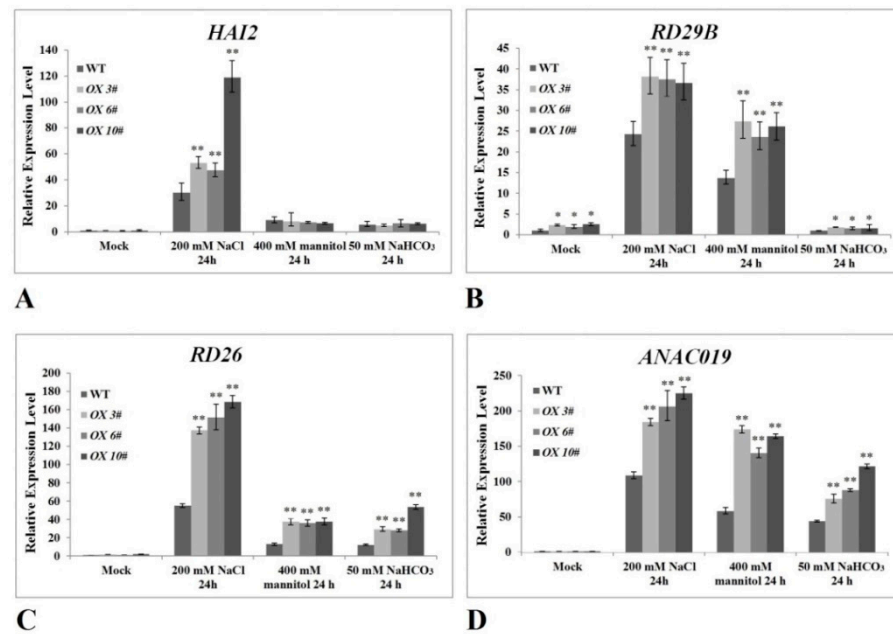 HAI2
Relative Expression Level
140
120
100
80
60
40
20
0
WT
OX 3#
OX 6#
OX 10#
**
**
**
Mock
200 mM NaCl
24h
400 mM mannitol
24 h
50 mM NaHCO3
24 h
A
RD29B
Relative Expression Level
45
40
35
30
25
20
15
10
5
0
WT
OX 3#
OX 6#
OX 10#
* * *
** ** **
** ** **
* * *
Mock
200 mM NaCl
24h
400 mM mannitol
24 h
50 mM NaHCO3
24 h
B
RD26
Relative Expression Level
200
180
160
140
120
100
80
60
40
20
0
WT
OX 3#
OX 6#
OX 10#
** ** **
** ** **
** ** **
Mock
200 mM NaCl
24h
400 mM
mannitol 24 h
50 mM NaHCO3
24 h
C
ANAC019
Relative Expression Level
250
200
150
100
50
0
WT
OX 3#
OX 6#
OX 10#
** ** **
** ** **
** ** **
Mock
200 mM NaCl
24h
400 mM
mannitol 24 h
50 mM NaHCO3
24 h
D